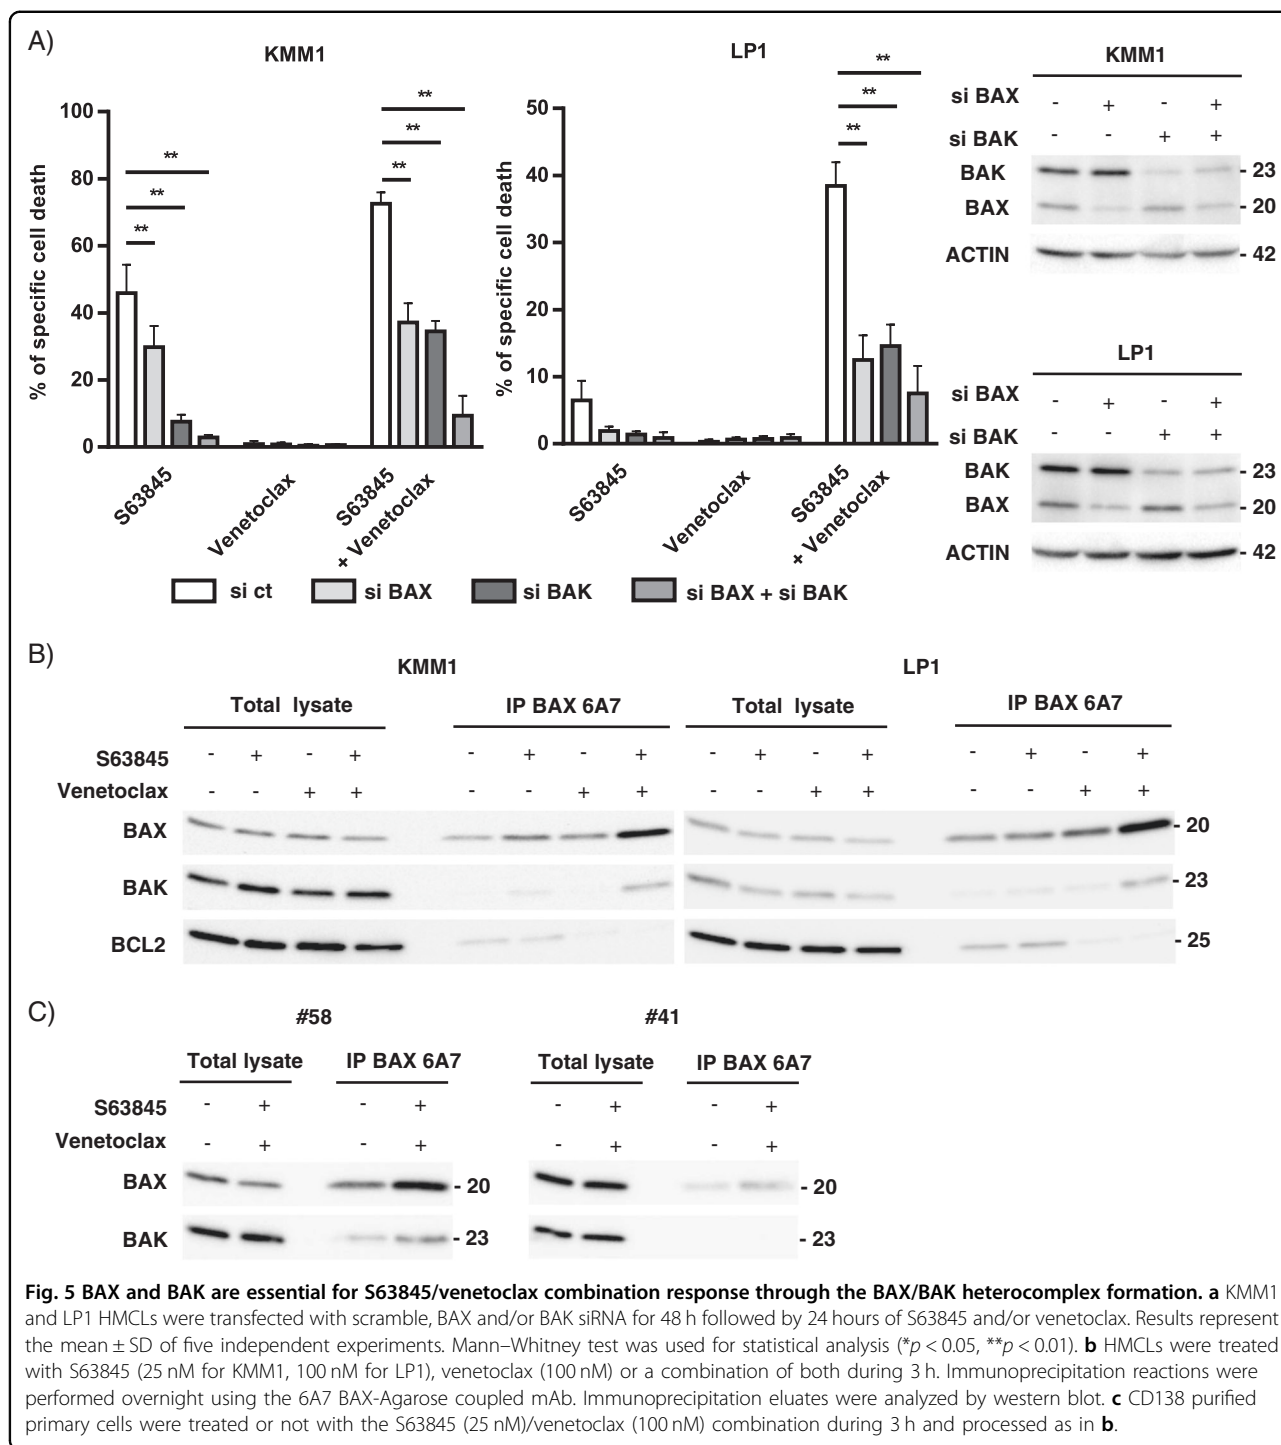 A)
KMM1
% of specific cell death
100
80
60
40
20
0
** ** **
** ** **
S63845
Venetoclax
S63845
+ Venetoclax
LP1
% of specific cell death
50
40
30
20
10
0
** ** **
S63845
Venetoclax
S63845
+ Venetoclax
si ct
si BAX
si BAK
si BAX + si BAK
KMM1
si BAX - + - +
si BAK - - + +
BAK - 23
BAX - 20
ACTIN - 42
LP1
si BAX - + - +
si BAK - - + +
BAK - 23
BAX - 20
ACTIN - 42
B)
KMM1 LP1
Total lysate IP BAX 6A7 Total lysate IP BAX 6A7
S63845 - + - + - + - + - + - + - + - +
Venetoclax - - + + - - + + - - + + - - + +
BAX - 20
BAK - 23
BCL2 - 25
C)
#58 #41
Total lysate IP BAX 6A7 Total lysate IP BAX 6A7
S63845 - + - + - + - +
Venetoclax - + - + - + - +
BAX - 20 - 20
BAK - 23 - 23
Fig. 5 BAX and BAK are essential for S63845/venetoclax combination response through the BAX/BAK heterocomplex formation. a KMM1
and LP1 HMCLs were transfected with scramble, BAX and/or BAK siRNA for 48 h followed by 24 hours of S63845 and/or venetoclax. Results represent
the mean ± SD of five independent experiments. Mann–Whitney test was used for statistical analysis (*p < 0.05, **p < 0.01). b HMCLs were treated
with S63845 (25 nM for KMM1, 100 nM for LP1), venetoclax (100 nM) or a combination of both during 3 h. Immunoprecipitation reactions were
performed overnight using the 6A7 BAX-Agarose coupled mAb. Immunoprecipitation eluates were analyzed by western blot. c CD138 purified
primary cells were treated or not with the S63845 (25 nM)/venetoclax (100 nM) combination during 3 h and processed as in b.